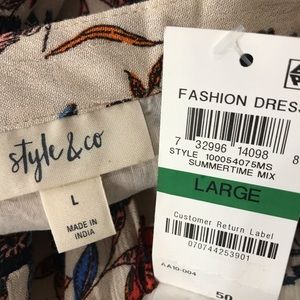 style & co
L
MADE IN
INDIA
FASHION DRESS
7 32996 14098 8
STYLE 100054075MS
SUMMERTIME MIX
LARGE
Customer Return Label
070744253901
AA10-004